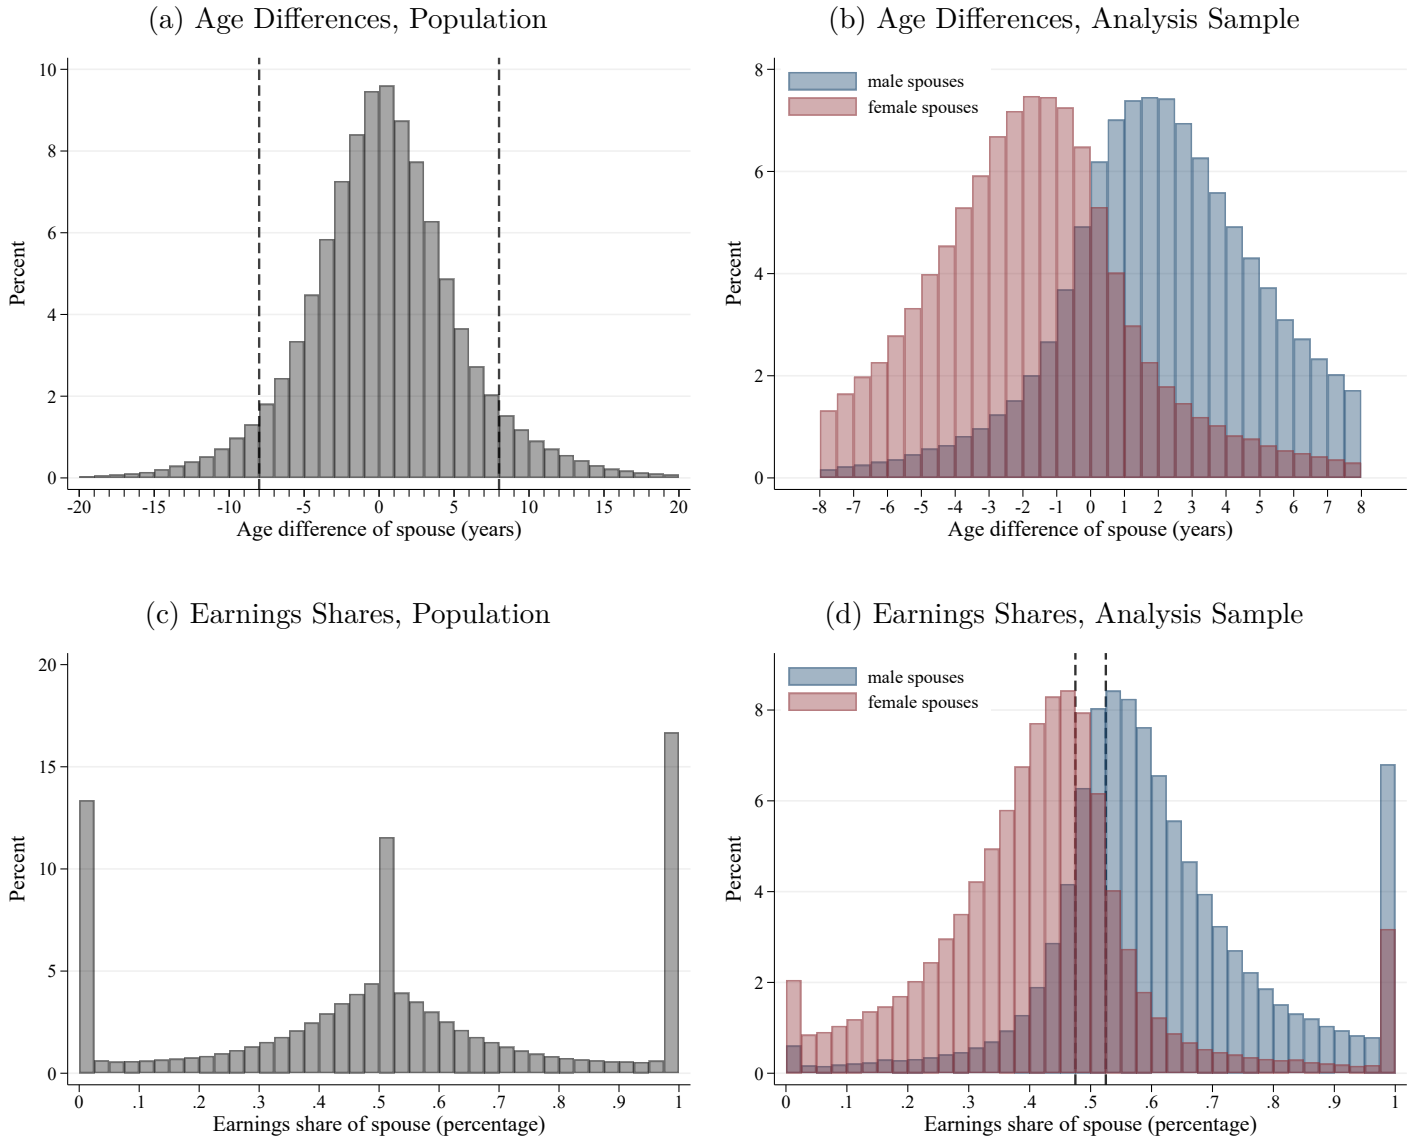 (a) Age Differences, Population
10
8
6
4
2
0
Percent
-20 -15 -10 -5 0 5 10 15 20
Age difference of spouse (years)
(b) Age Differences, Analysis Sample
male spouses
female spouses
8
6
4
2
0
Percent
-8 -7 -6 -5 -4 -3 -2 -1 0 1 2 3 4 5 6 7 8
Age difference of spouse (years)
(c) Earnings Shares, Population
20
15
10
5
0
Percent
0 .1 .2 .3 .4 .5 .6 .7 .8 .9 1
Earnings share of spouse (percentage)
(d) Earnings Shares, Analysis Sample
male spouses
female spouses
8
6
4
2
0
Percent
0 .1 .2 .3 .4 .5 .6 .7 .8 .9 1
Earnings share of spouse (percentage)